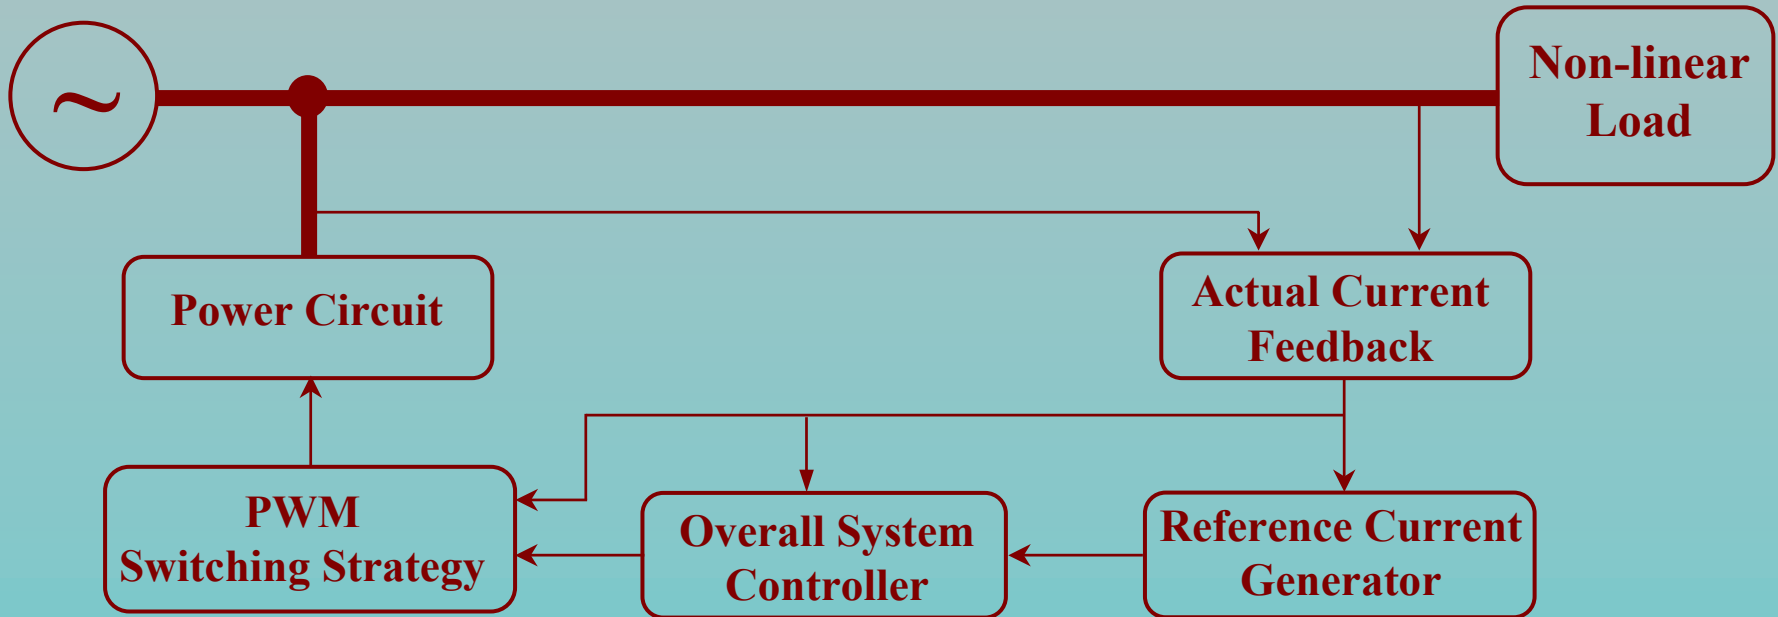 ~
Non-linear
Load
Power Circuit
Actual Current
Feedback
PWM
Switching Strategy
Overall System
Controller
Reference Current
Generator